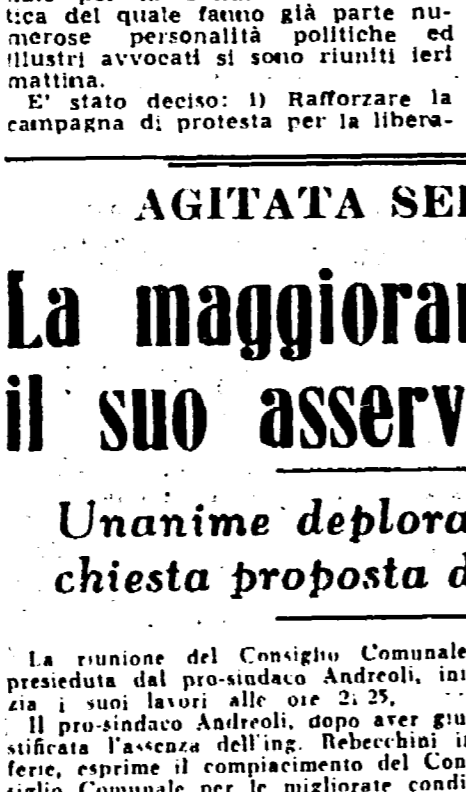 tica del quale fanno già parte nu-
merose personalità politiche ed
illustri avvocati si sono riuniti ieri
mattina.
E' stato deciso: 1) Rafforzare la
campagna di protesta per la libera-
AGITATA SE
La maggiora
il suo asserv
Unanime deplora
chiesta proposta d
La riunione del Consiglio Comunale
presieduta dal pro-sindaco Andreoli, ini
zia i suoi lavori alle ore 21 25.
Il pro-sindaco Andreoli, dopo aver giu
stificata l'assenza dell'ing. Rebecchini i
ferie, esprime il compiacimento del Con
siglio Comunale per le migliorate condi